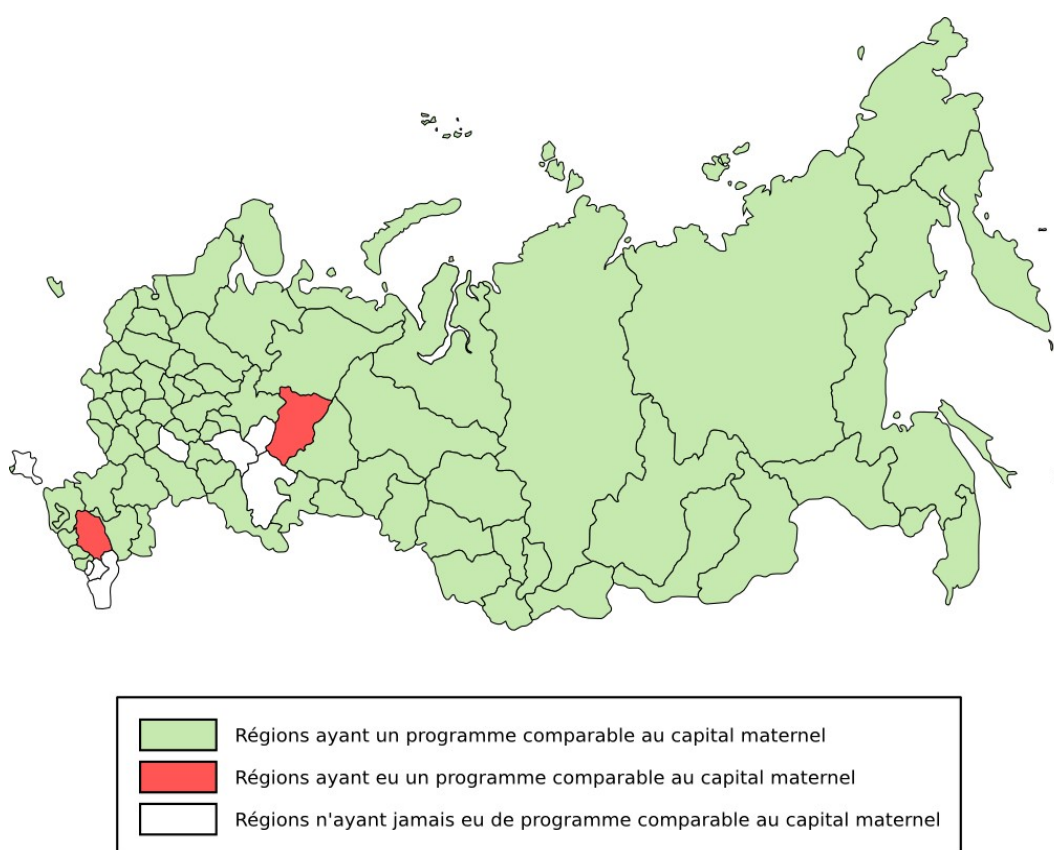 Régions ayant un programme comparable au capital maternel
Régions ayant eu un programme comparable au capital maternel
Régions n'ayant jamais eu de programme comparable au capital maternel